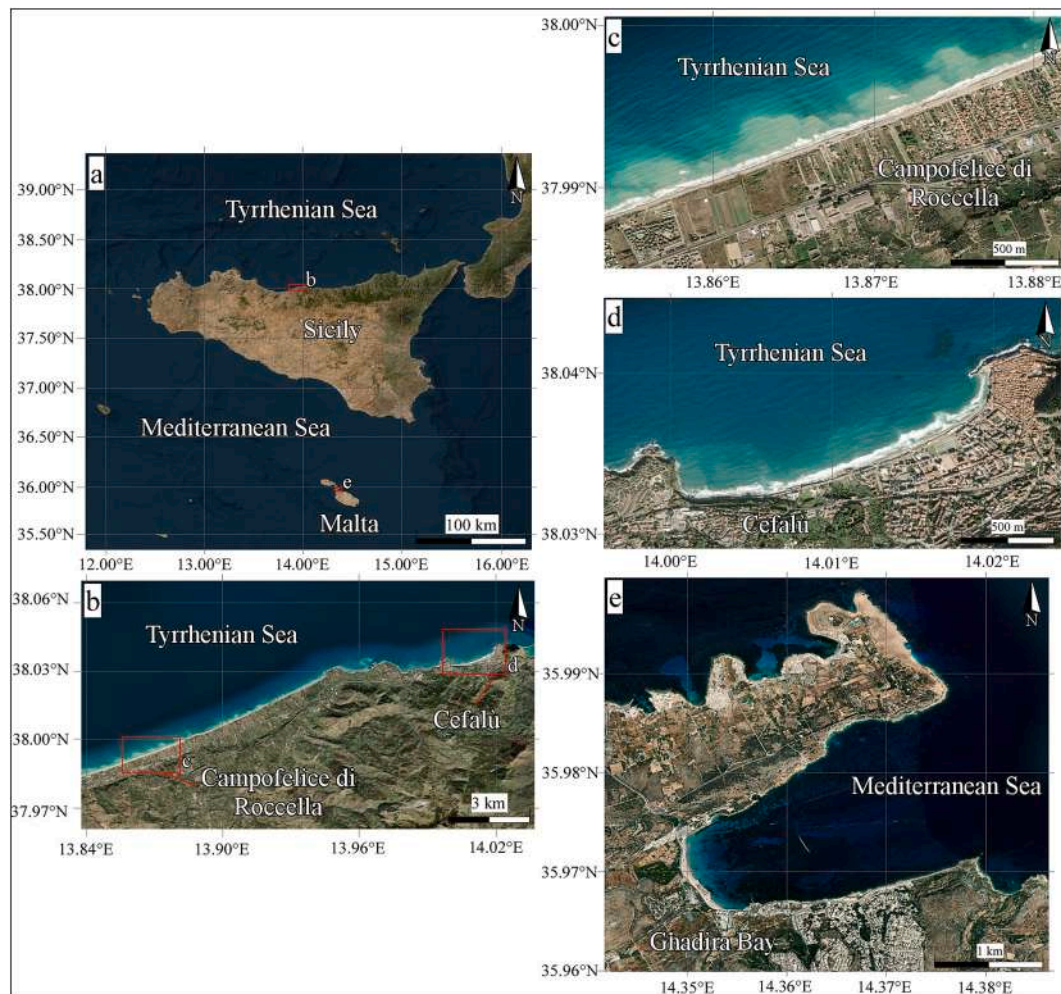 a
39.00°N
38.50°N
38.00°N
37.50°N
37.00°N
36.50°N
36.00°N
35.50°N
Tyrrhenian Sea
N
b
Sicily
Mediterranean Sea
e
Malta
100 km
12.00°E 13.00°E 14.00°E 15.00°E 16.00°E
b
38.06°N
38.03°N
38.00°N
37.97°N
Tyrrhenian Sea
N
d
Cefalù
c
Campofelice di
Roccella
3 km
13.84°E 13.90°E 13.96°E 14.02°E
c
38.00°N
37.99°N
Tyrrhenian Sea
N
Campofelice di
Roccella
500 m
13.86°E 13.87°E 13.88°E
d
38.04°N
38.03°N
Tyrrhenian Sea
N
Cefalù
500 m
14.00°E 14.01°E 14.02°E
e
35.99°N
35.98°N
35.97°N
35.96°N
N
Mediterranean Sea
Ghadira Bay
1 km
14.35°E 14.36°E 14.37°E 14.38°E